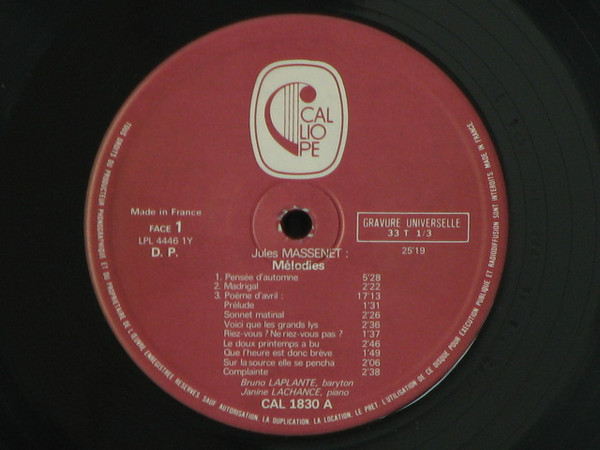 CAL
LIO
PE
Made in France
FACE 1
LPL 4446 1Y
D. P.
GRAVURE UNIVERSELLE
33 T 1/3
25'19
Jules MASSENET :
Mélodies
1. Pensée d'automne 5'28
2. Madrigal 2'22
3. Poème d'avril : 17'13
Prélude 1'31
Sonnet matinal 2'26
Voici que les grands lys 2'36
Riez-vous ? Ne riez-vous pas ? 1'37
Le doux printemps a bu 2'46
Que l'heure est donc brève 1'49
Sur la source elle se pencha 2'06
Complainte 2'38
Bruno LAPLANTE, baryton
Janine LACHANCE, piano
CAL 1830 A
TOUS DROITS DU PRODUCTEUR PHONOGRAPHIQUE ET DU PROPRIETAIRE DE L'ŒUVRE ENREGISTREE RESERVES. SAUF AUTORISATION, LA DUPLICATION, LA LOCATION, LE PRET, L'UTILISATION DE CE DISQUE POUR EXECUTION PUBLIQUE ET RADIODIFFUSION SONT INTERDITS. MADE IN FRANCE.